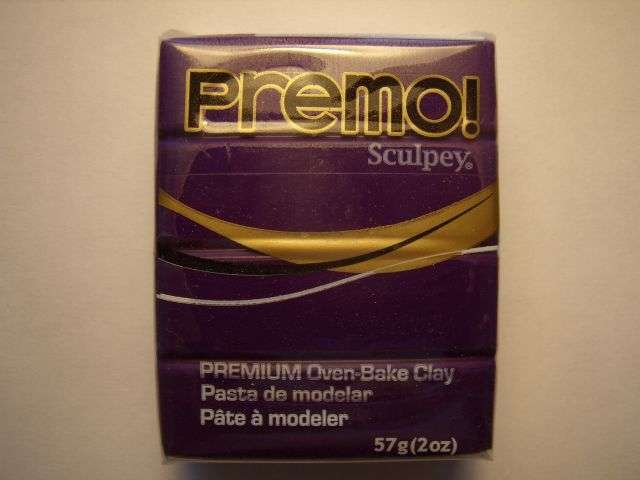 Premo!
Sculpey®
PREMIUM Oven-Bake Clay
Pasta de modelar
Pâte à modeler
57g(2oz)